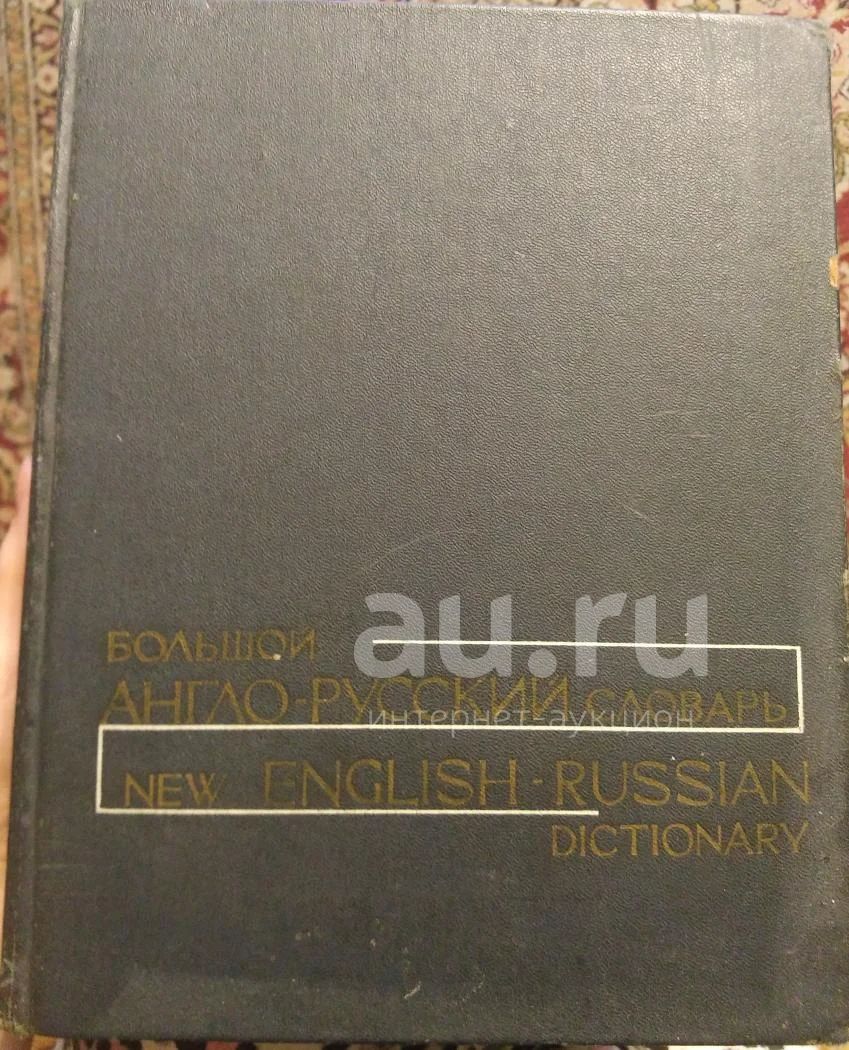 БОЛЬШОЙ
АНГЛО-РУССКИЙ СЛОВАРЬ
NEW ENGLISH-RUSSIAN
DICTIONARY
au.ru
интернет-аукцион